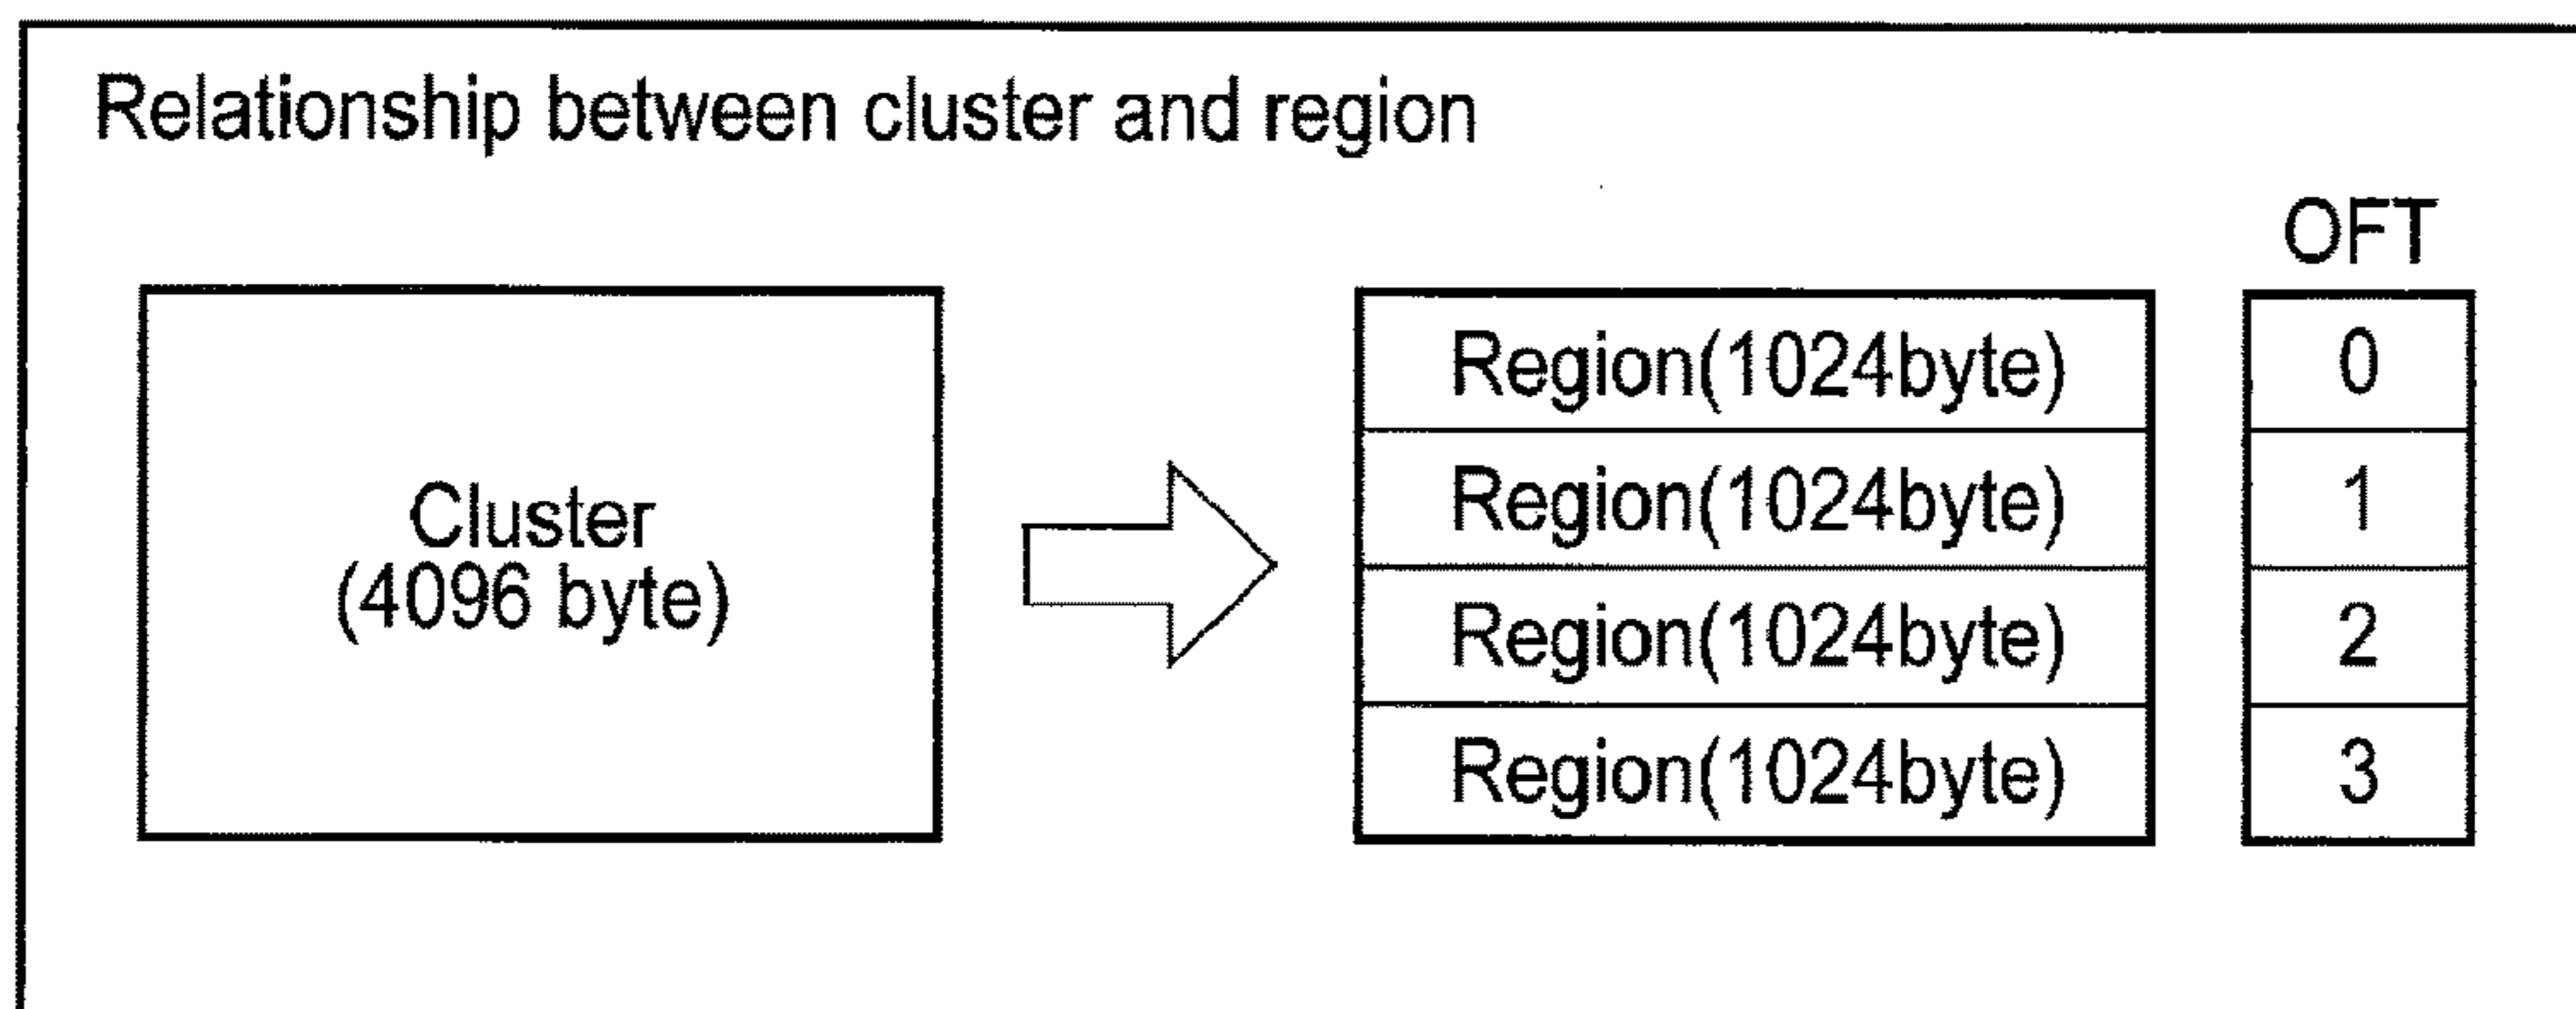 Relationship between cluster and region
OFT
Cluster
(4096 byte)
Region(1024byte) 0
Region(1024byte) 1
Region(1024byte) 2
Region(1024byte) 3